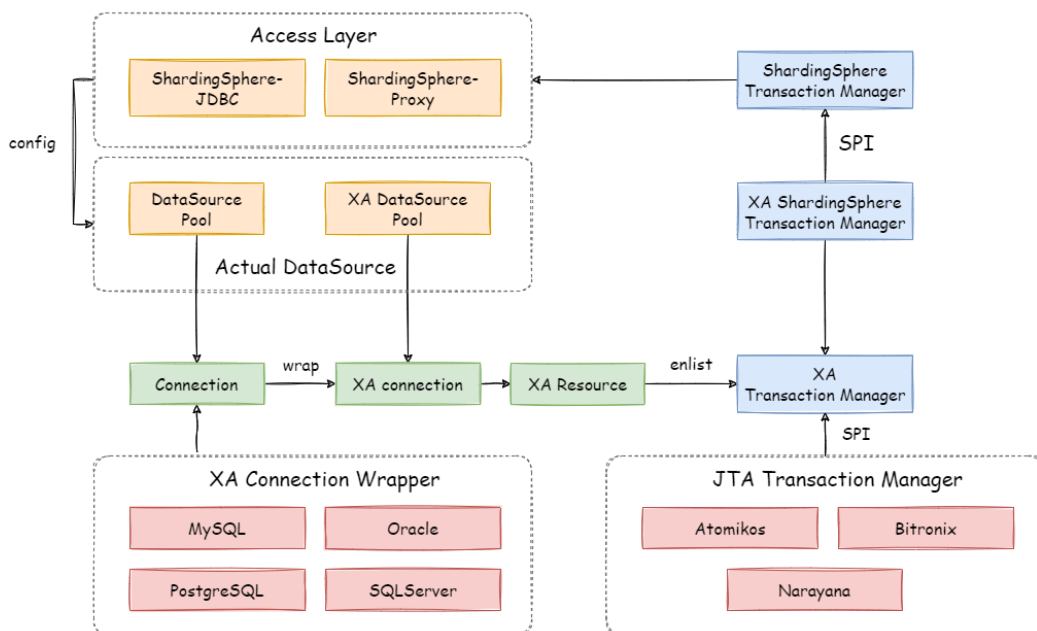 Access Layer
ShardingSphere-
JDBC
ShardingSphere-
Proxy
ShardingSphere
Transaction Manager
config
SPI
DataSource
Pool
XA DataSource
Pool
XA ShardingSphere
Transaction Manager
Actual DataSource
Connection
wrap
XA connection
XA Resource
enlist
XA
Transaction Manager
SPI
XA Connection Wrapper
MySQL
Oracle
PostgreSQL
SQLServer
JTA Transaction Manager
Atomikos
Bitronix
Narayana